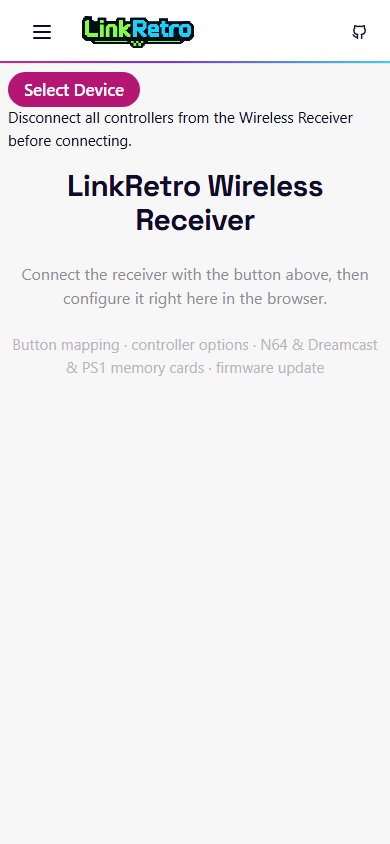 LinkRetro
Select Device
Disconnect all controllers from the Wireless Receiver
before connecting.
LinkRetro Wireless
Receiver
Connect the receiver with the button above, then
configure it right here in the browser.
Button mapping · controller options · N64 & Dreamcast
& PS1 memory cards · firmware update